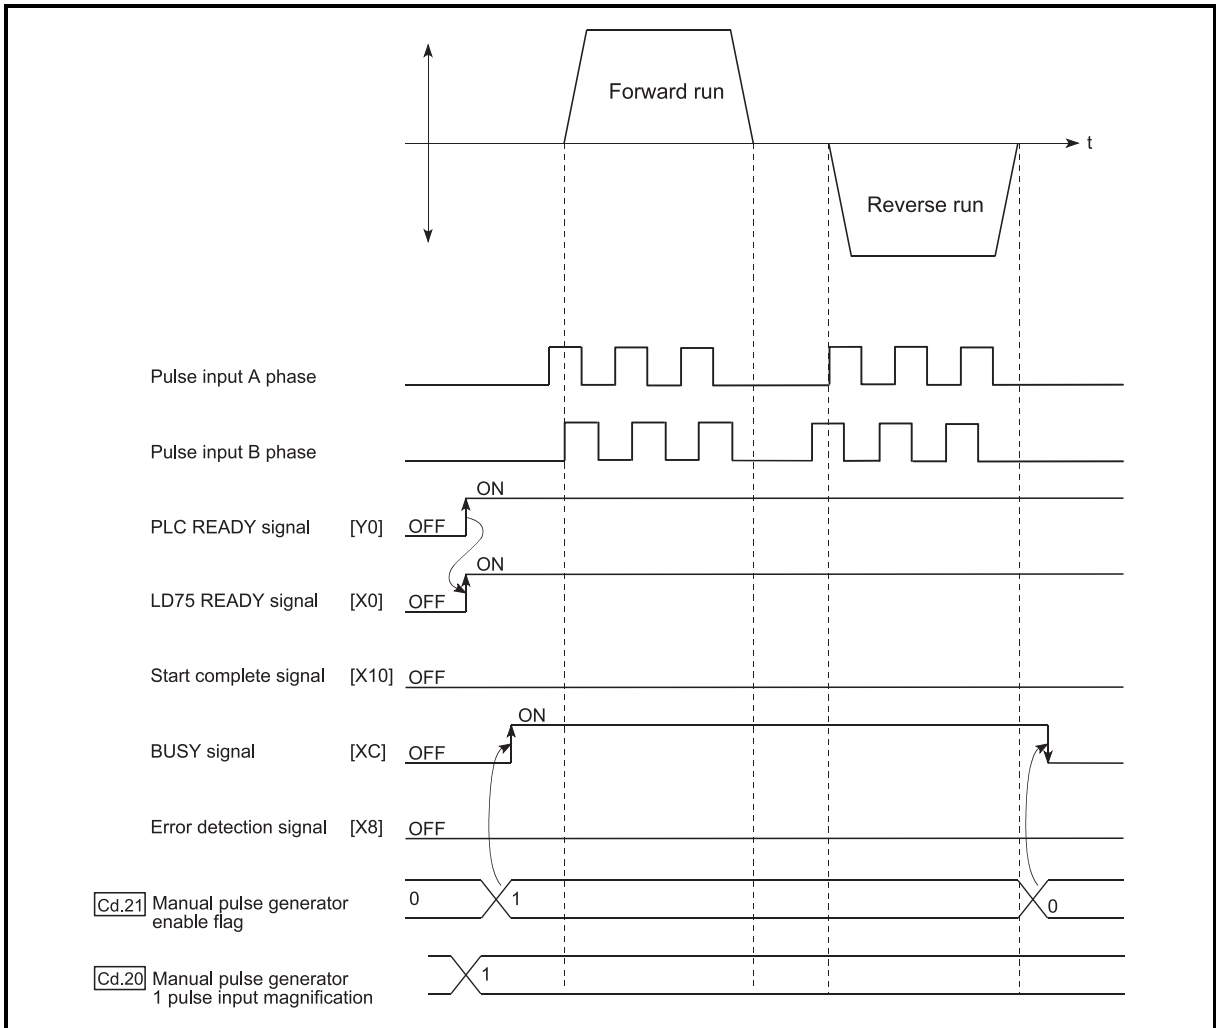 Forward run
t
Reverse run
Pulse input A phase
Pulse input B phase
ON
PLC READY signal [Y0] OFF
ON
LD75 READY signal [X0] OFF
Start complete signal [X10] OFF
ON
BUSY signal [XC] OFF
Error detection signal [X8] OFF
Cd.21 Manual pulse generator 0 1 0
enable flag
Cd.20 Manual pulse generator 1
1 pulse input magnification